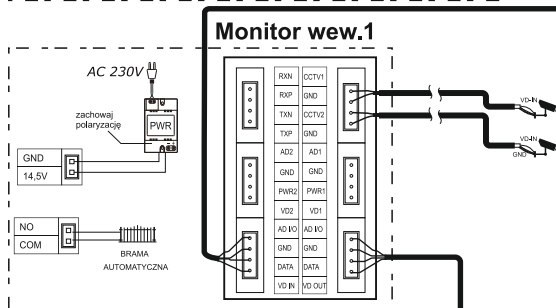 Monitor wew.1
AC 230V
zachowaj
polaryzację
PWR
GND
14,5V
NO
COM
BRAMA
AUTOMATYCZNA
RXN CCTV1
RXP GND
TXN CCTV2
TXP GND
AD2 AD1
GND GND
PWR2 PWR1
VD2 VD1
AD I/O AD I/O
GND GND
DATA DATA
VD IN VD OUT
VD-IN
VD-IN
GND